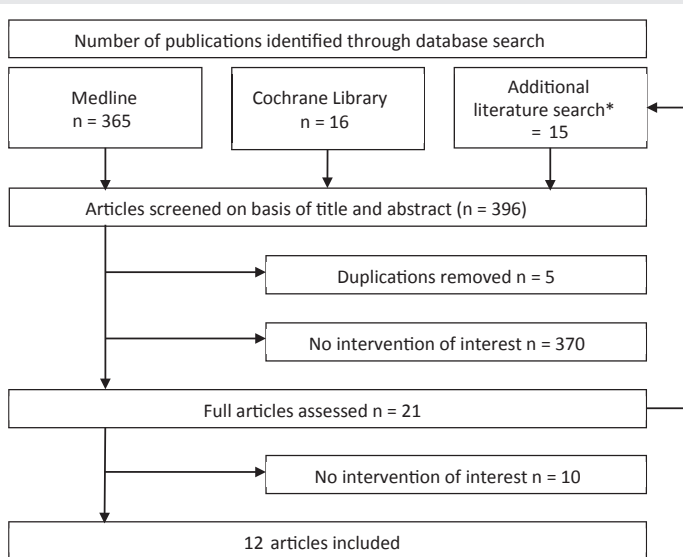 Number of publications identified through database search
Medline
n = 365
Cochrane Library
n = 16
Additional
literature search*
= 15
Articles screened on basis of title and abstract (n = 396)
Duplications removed n = 5
No intervention of interest n = 370
Full articles assessed n = 21
No intervention of interest n = 10
12 articles included